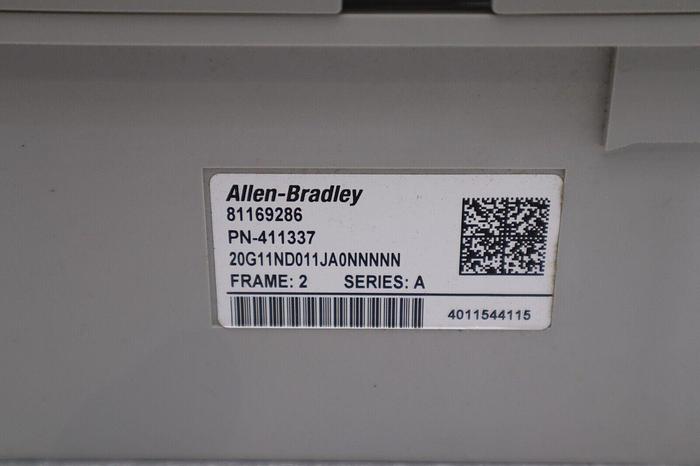 Allen-Bradley
81169286
PN-411337
20G11ND011JA0NNNNN
FRAME: 2 SERIES: A
4011544115